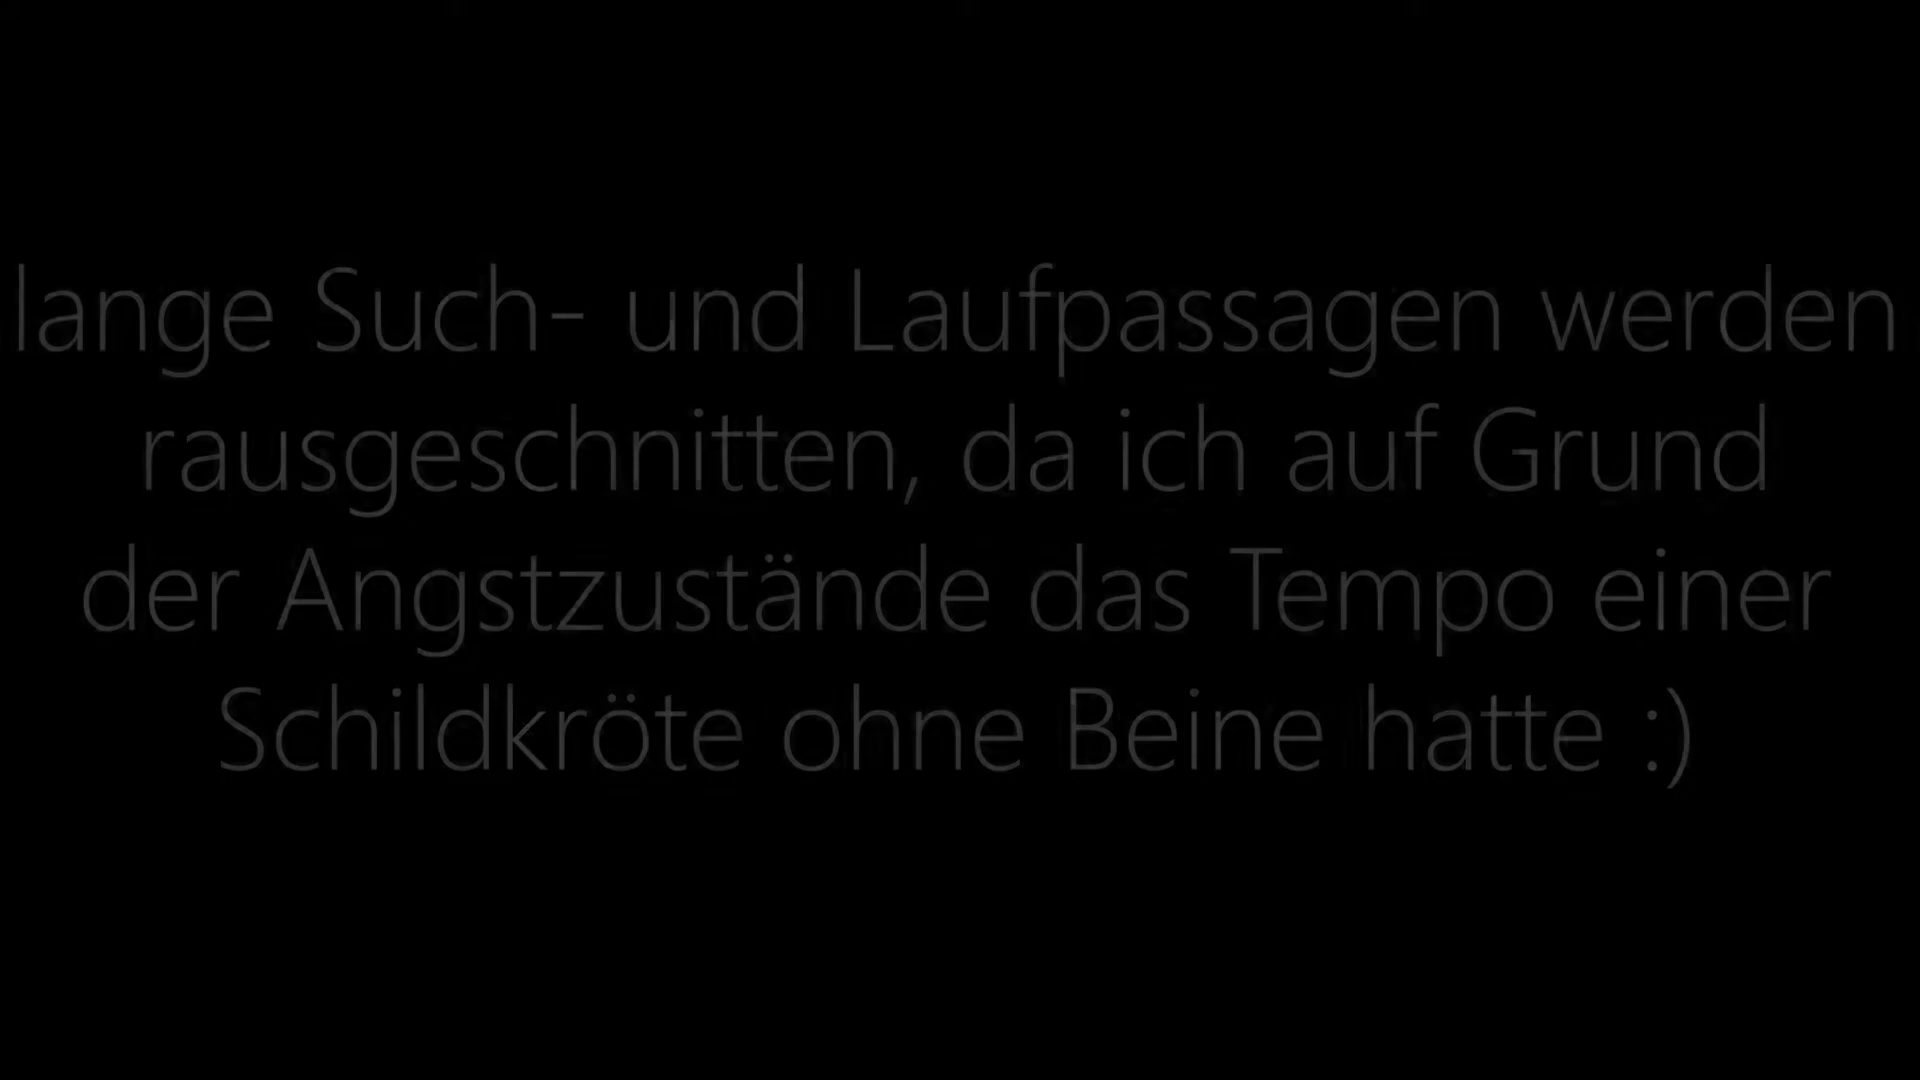 lange Such- und Laufpassagen werden
rausgeschnitten, da ich auf Grund
der Angstzustände das Tempo einer
Schildkröte ohne Beine hatte :)